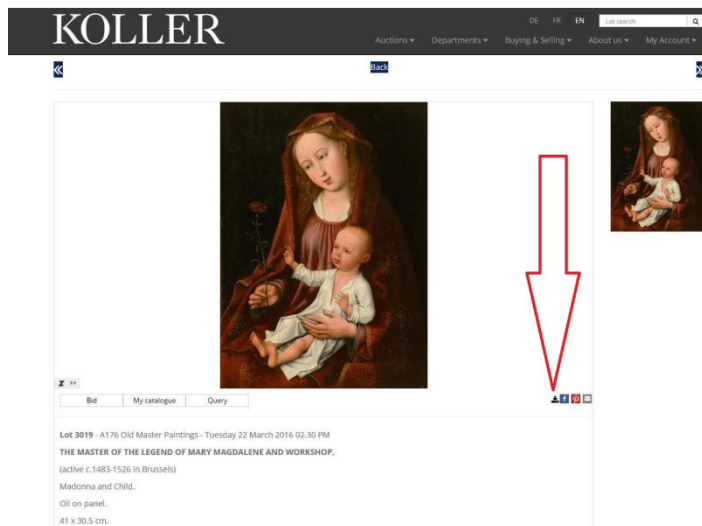 KOLLER
DE FR EN Lot search
Auctions Departments Buying & Selling About us My Account
Back
Bid My catalogue Query
Lot 3019 - A176 Old Master Paintings - Tuesday 22 March 2016 02.30 PM
THE MASTER OF THE LEGEND OF MARY MAGDALENE AND WORKSHOP,
(active c.1483-1526 in Brussels)
Madonna and Child.
Oil on panel.
41 x 30.5 cm.